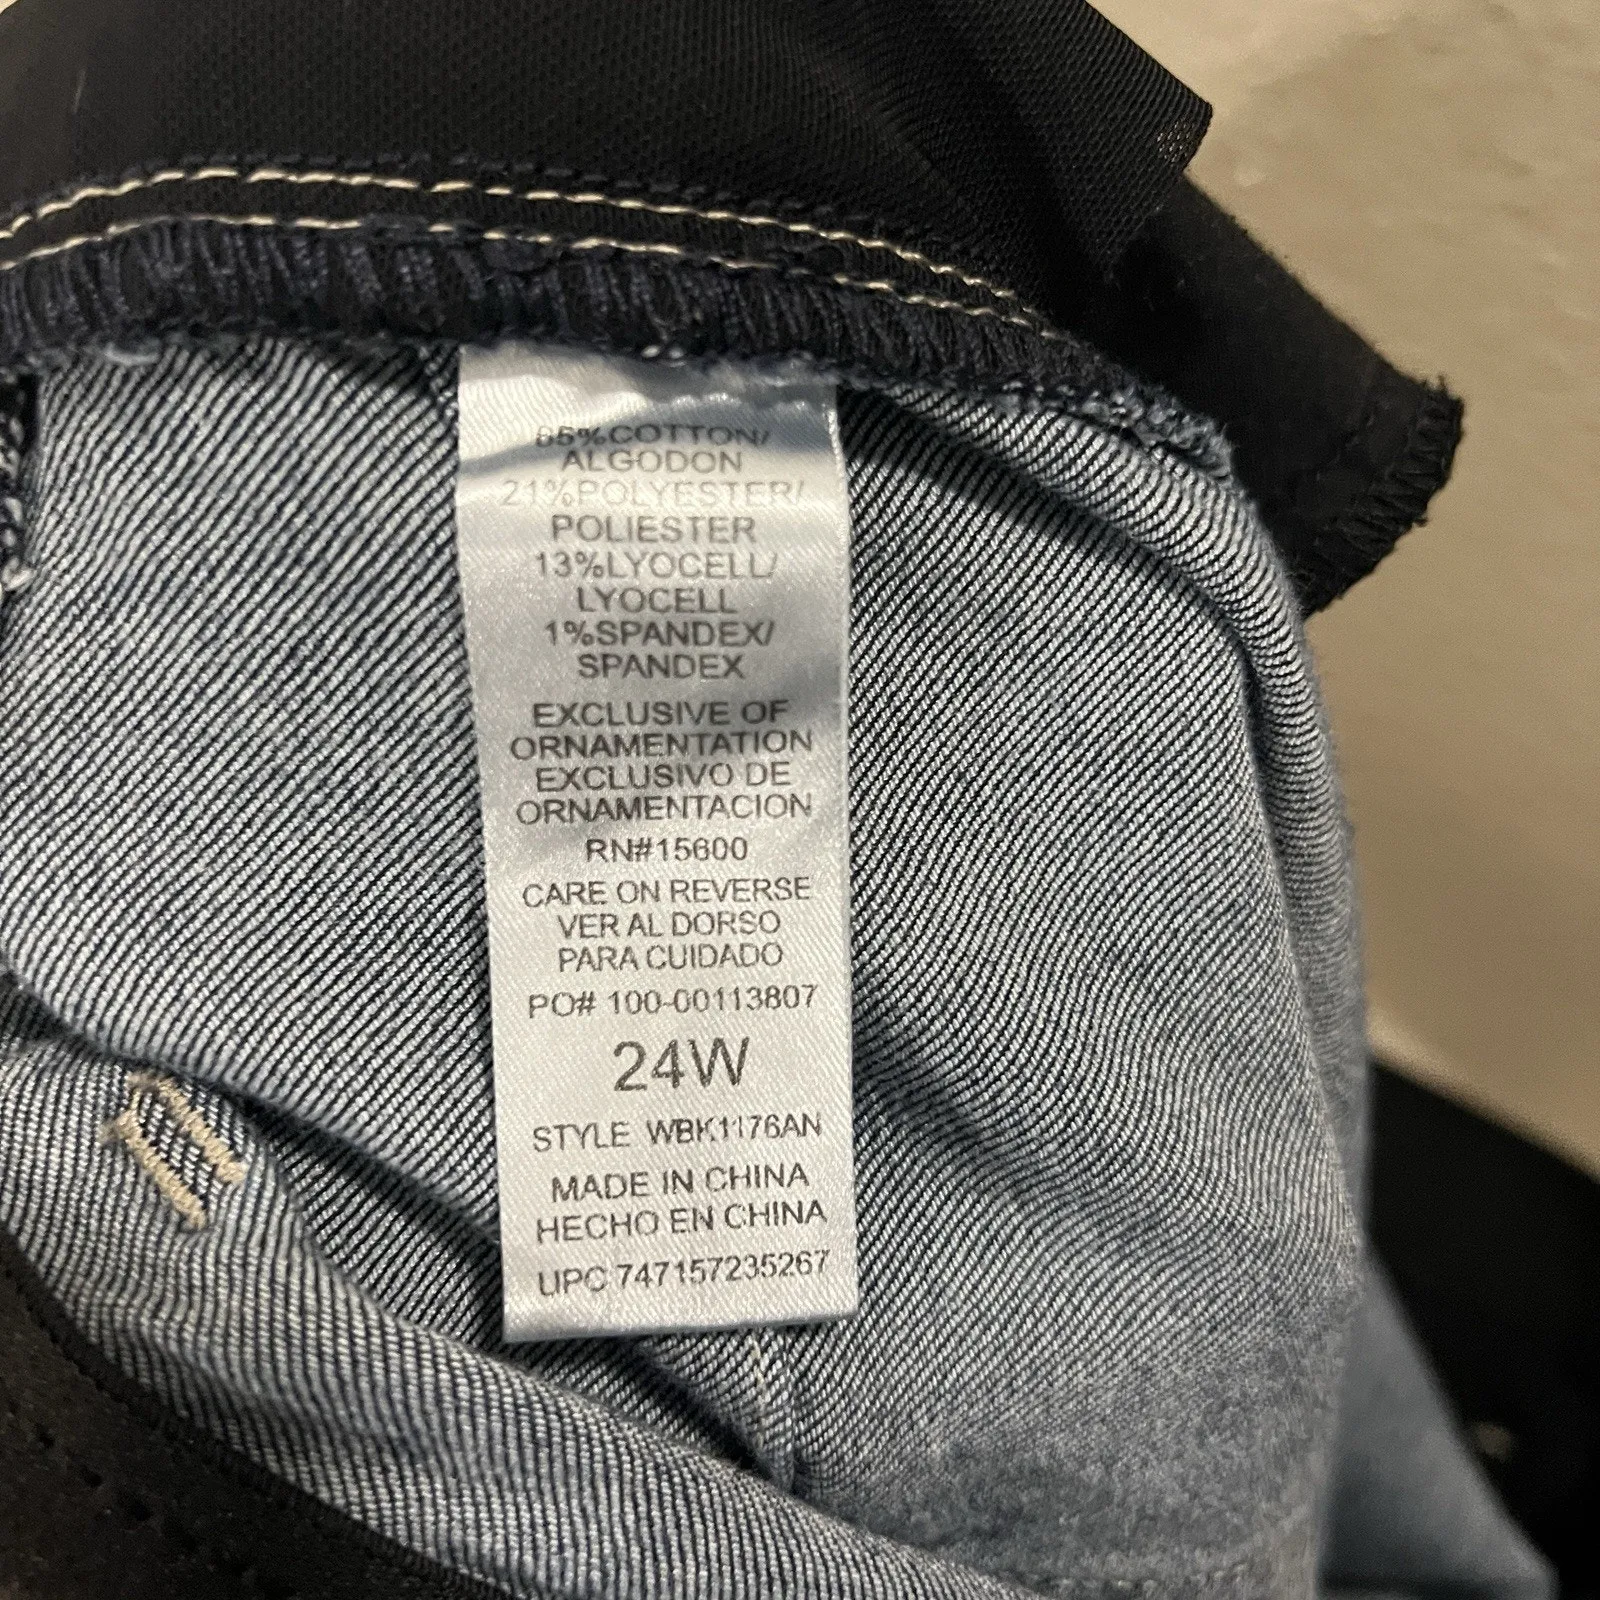 65%COTTON/
ALGODON
21%POLYESTER/
POLIESTER
13%LYOCELL/
LYOCELL
1%SPANDEX/
SPANDEX
EXCLUSIVE OF
ORNAMENTATION
EXCLUSIVO DE
ORNAMENTACION
RN#15600
CARE ON REVERSE
VER AL DORSO
PARA CUIDADO
PO# 100-00113807
24W
STYLE WBK1176AN
MADE IN CHINA
HECHO EN CHINA
UPC 747157235267